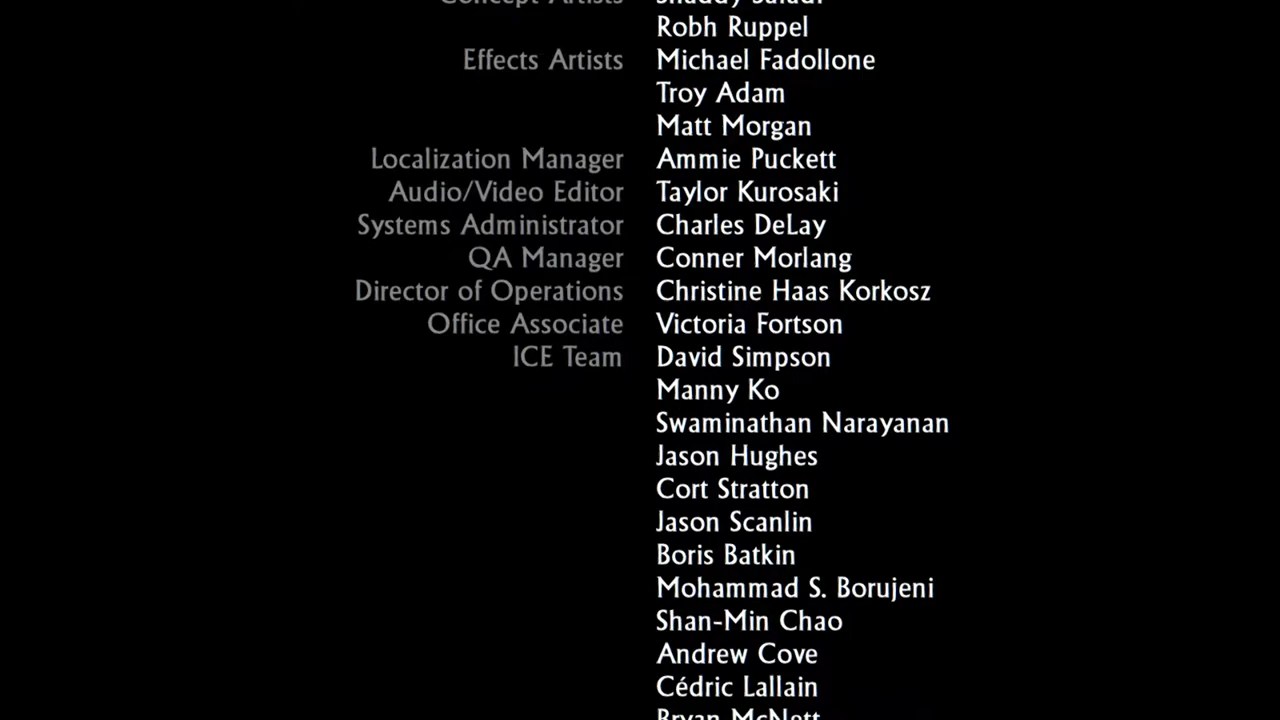 Concept Artists Shaddy Safadi
Robh Ruppel
Effects Artists Michael Fadollone
Troy Adam
Matt Morgan
Localization Manager Ammie Puckett
Audio/Video Editor Taylor Kurosaki
Systems Administrator Charles DeLay
QA Manager Conner Morlang
Director of Operations Christine Haas Korkosz
Office Associate Victoria Fortson
ICE Team David Simpson
Manny Ko
Swaminathan Narayanan
Jason Hughes
Cort Stratton
Jason Scanlin
Boris Batkin
Mohammad S. Borujeni
Shan-Min Chao
Andrew Cove
Cédric Lallain
Bryan McNett